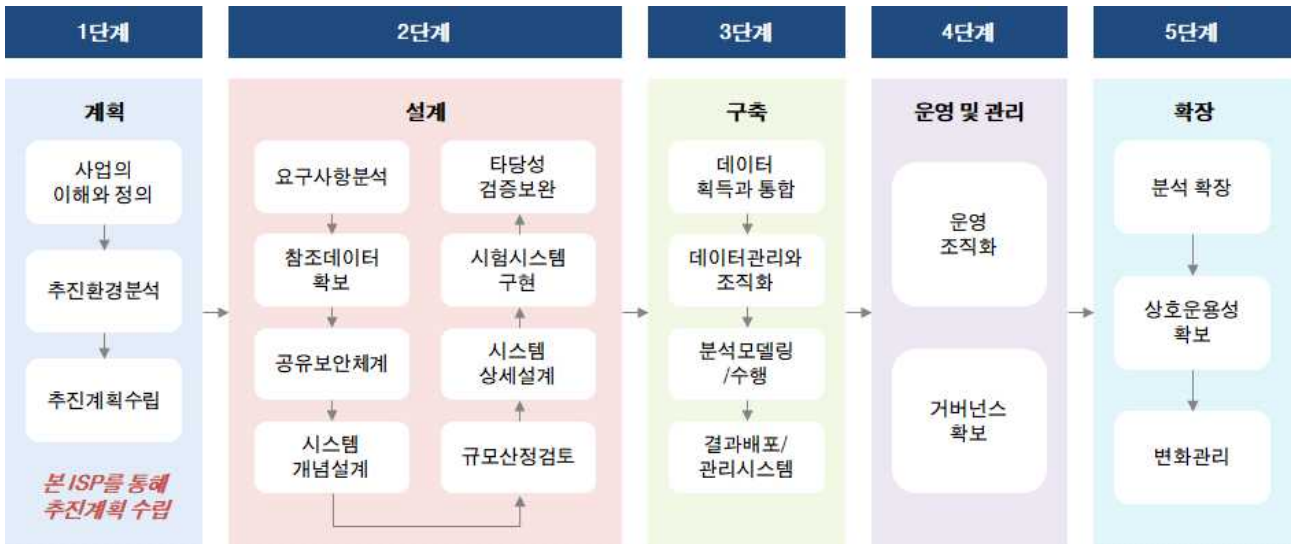 1단계
계획
사업의
이해와 정의
추진환경분석
추진계획수립
본 ISP를 통해
추진계획 수립
2단계
설계
요구사항분석
참조데이터
확보
공유보안체계
시스템
개념설계
규모산정검토
시스템
상세설계
시험시스템
구현
타당성
검증보완
3단계
구축
데이터
획득과 통합
데이터관리와
조직화
분석모델링
/수행
결과배포/
관리시스템
4단계
운영 및 관리
운영
조직화
거버넌스
확보
5단계
확장
분석 확장
상호운용성
확보
변화관리